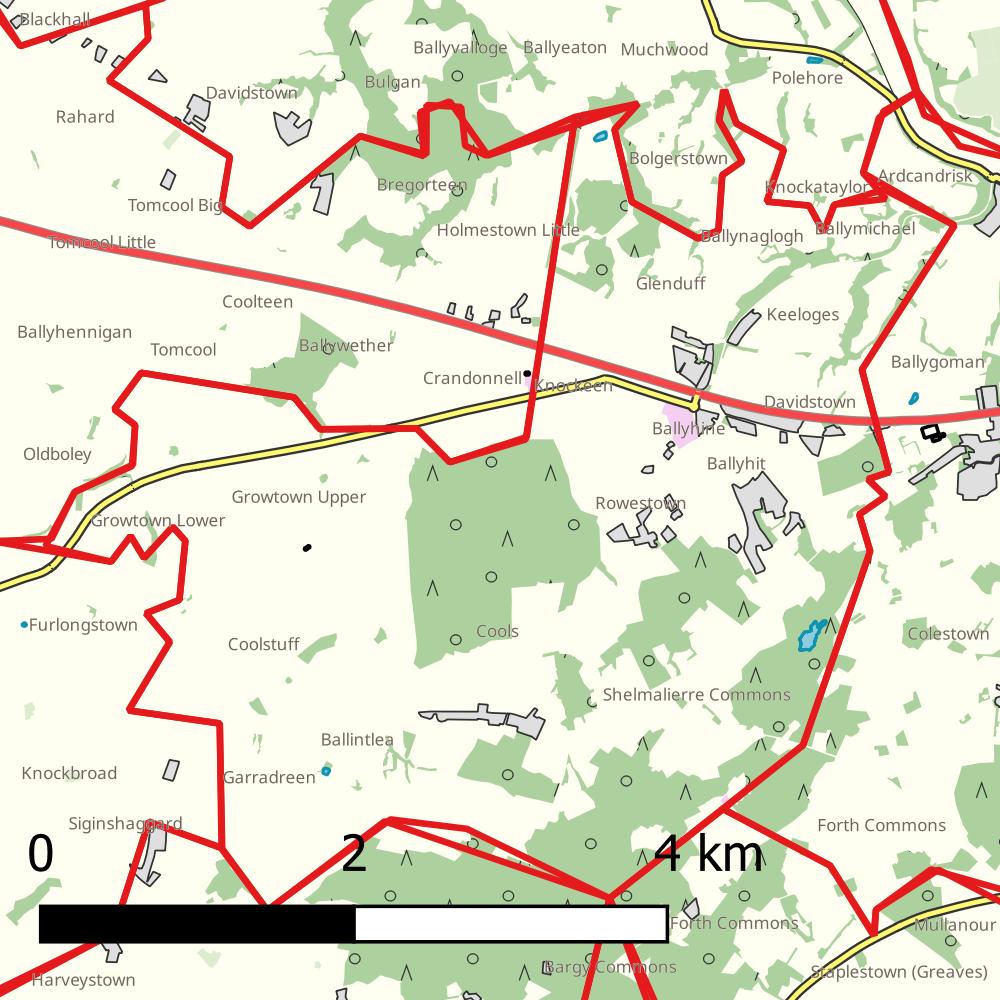 Blackhall
Ballyvalloge
Ballyeaton
Muchwood
Bulgan
Polehore
Davidstown
Rahard
Bolgerstown
Ardcandrisk
Bregorteen
Knockataylor
Tomcool Big
Holmestown Little
Ballynaglogh
Ballymichael
Tomcool Little
Glenduff
Coolteen
Keeloges
Ballyhennigan
Tomcool
Ballywether
Ballygoman
Crandonnell
Knockeen
Davidstown
Ballyhine
Oldboley
Ballyhit
Growtown Upper
Rowestown
Growtown Lower
Furlongstown
Cools
Colestown
Coolstuff
Shelmalierre Commons
Ballintlea
Knockbroad
Garradreen
Siginshaggard
Forth Commons
0 2 4 km
Forth Commons
Mullanour
Bargy Commons
Staplestown (Greaves)
Harveystown